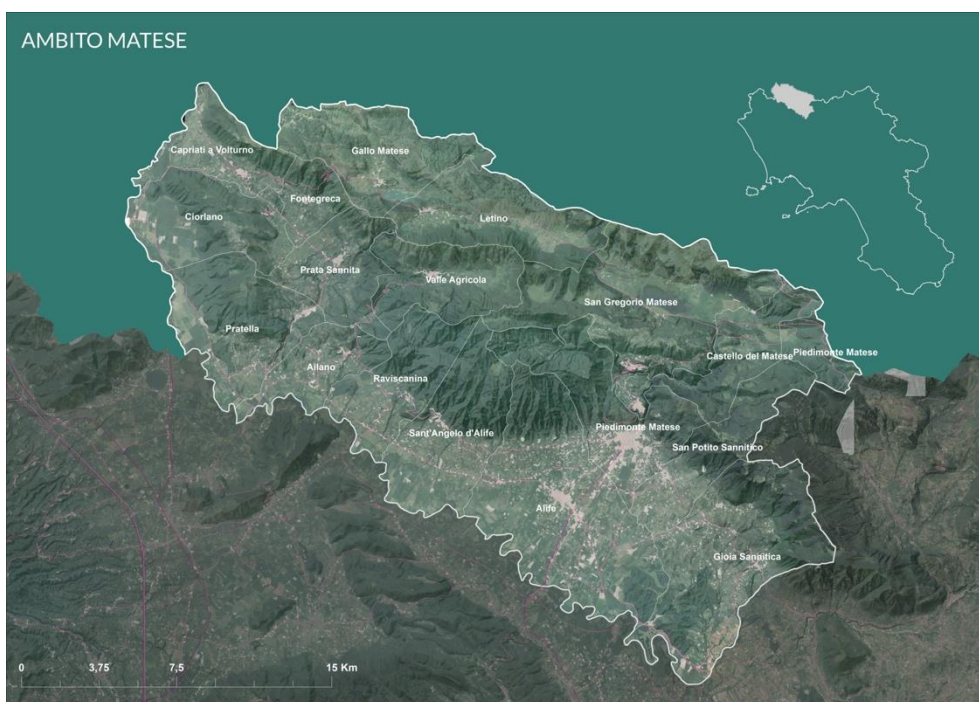 AMBITO MATESE
Capriati a Volturno
Gallo Matese
Fontegreca
Ciorlano
Letino
Prata Sannita
Valle Agricola
San Gregorio Matese
Pratella
Castello del Matese
Piedimonte Matese
Ailano
Raviscanina
Sant'Angelo d'Alife
Piedimonte Matese
San Potito Sannitico
Alife
Gioia Sannitica
0 3,75 7,5 15 Km